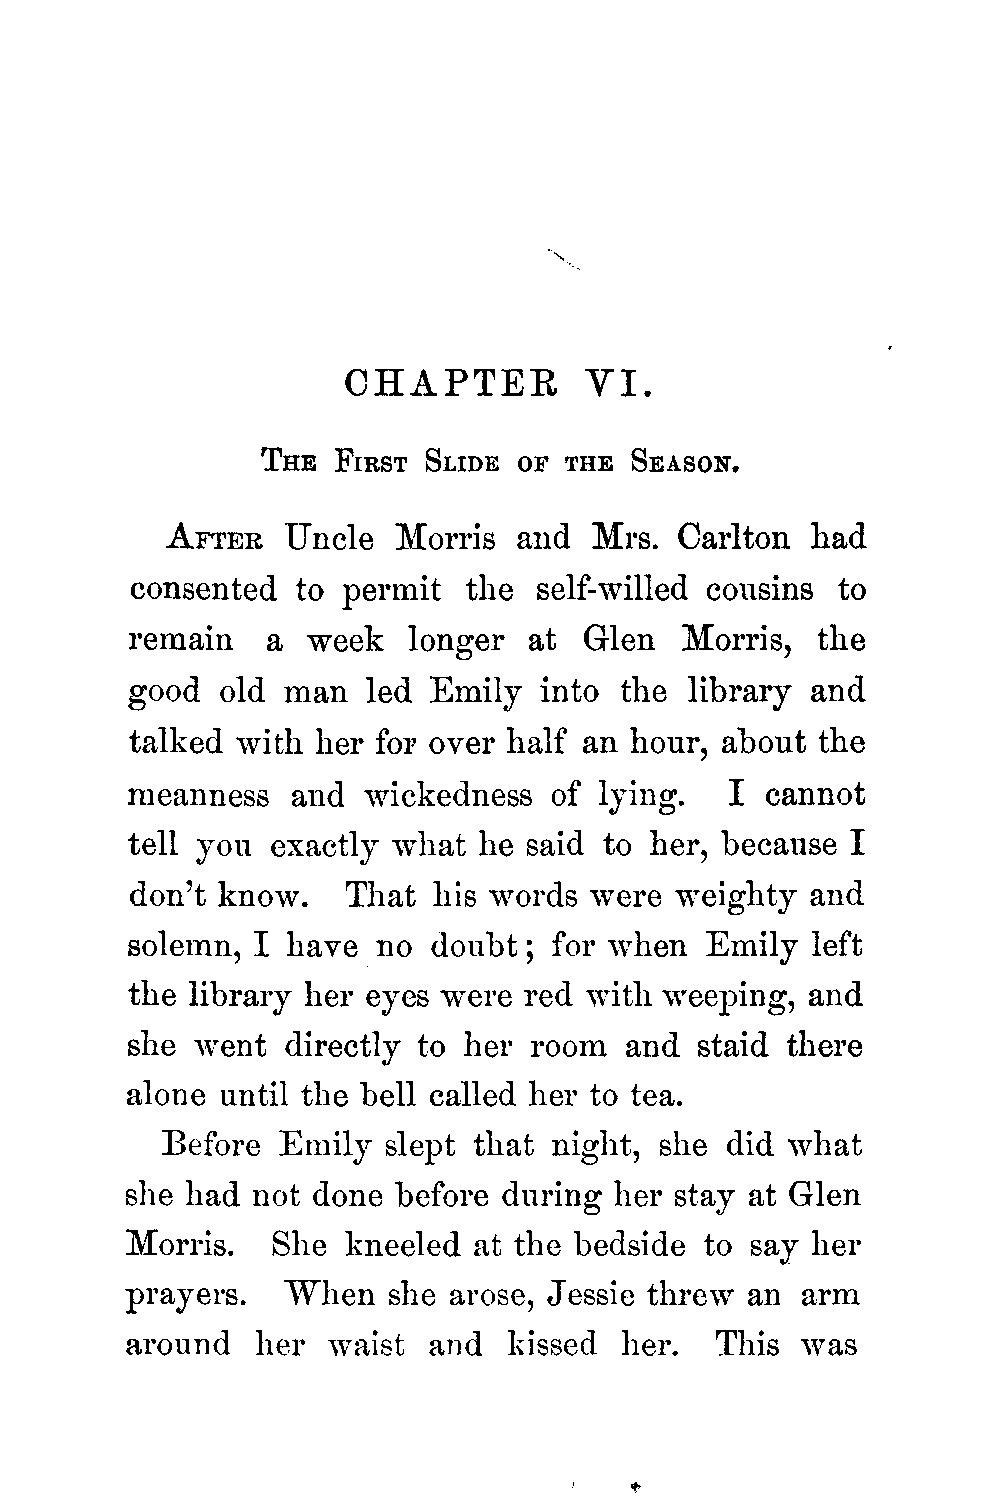 CHAPTER VI.
The First Slide of the Season.
After Uncle Morris and Mrs. Carlton had
consented to permit the self-willed cousins to
remain a week longer at Glen Morris, the
good old man led Emily into the library and
talked with her for over half an hour, about the
meanness and wickedness of lying. I cannot
tell you exactly what he said to her, because I
don't know. That his words were weighty and
solemn, I have no doubt; for when Emily left
the library her eyes were red with weeping, and
she went directly to her room and staid there
alone until the bell called her to tea.
Before Emily slept that night, she did what
she had not done before during her stay at Glen
Morris. She kneeled at the bedside to say her
prayers. When she arose, Jessie threw an arm
around her waist and kissed her. This was